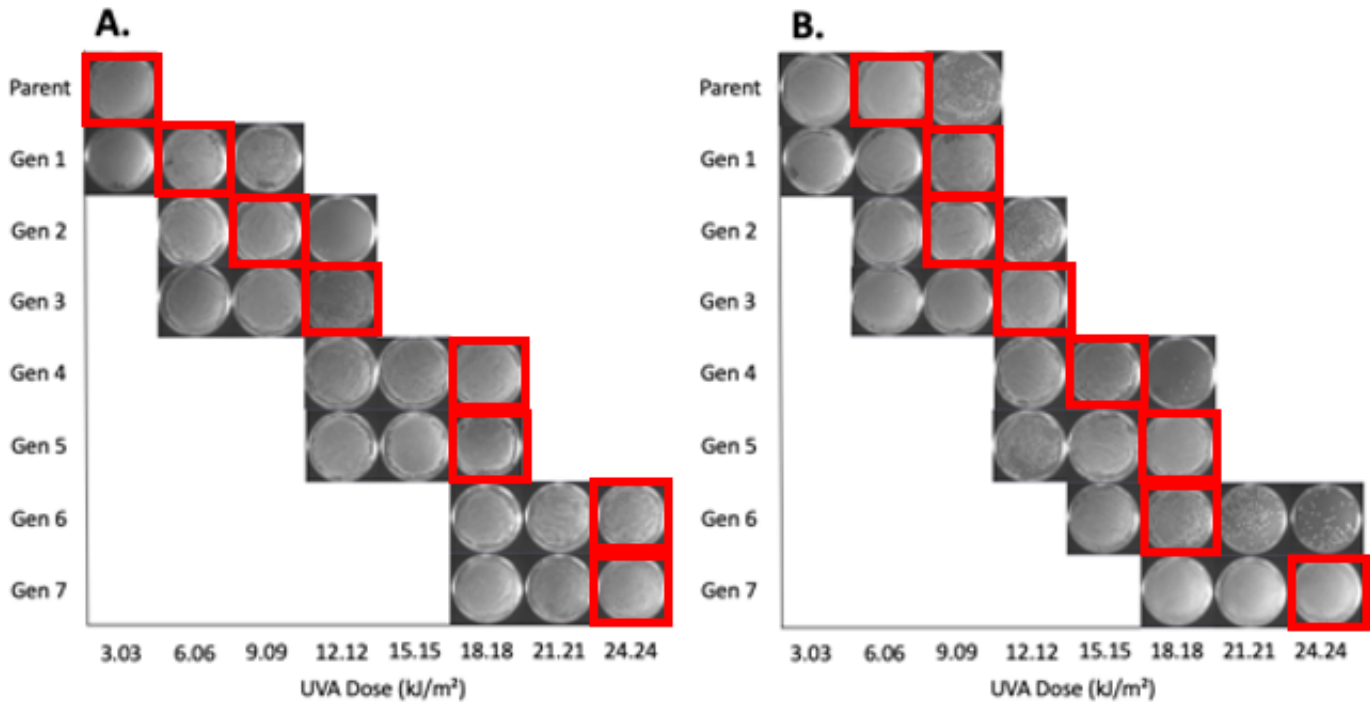 A.
Parent
Gen 1
Gen 2
Gen 3
Gen 4
Gen 5
Gen 6
Gen 7
3.03 6.06 9.09 12.12 15.15 18.18 21.21 24.24
UVA Dose (kJ/m²)
B.
Parent
Gen 1
Gen 2
Gen 3
Gen 4
Gen 5
Gen 6
Gen 7
3.03 6.06 9.09 12.12 15.15 18.18 21.21 24.24
UVA Dose (kJ/m²)